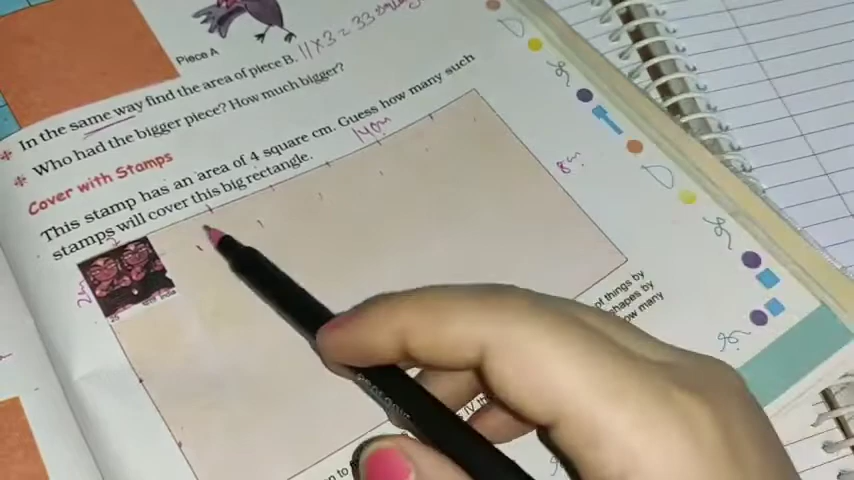 Piece A
11 x 3 = 33 square
In the same way find the area of piece B.
Who had the bigger piece? How much bigger?
Cover with Stamps
This stamp has an area of 4 square cm. Guess how many such
stamps will cover this big rectangle.
14cm
8cm
2cm
of things by
shapes by
how many